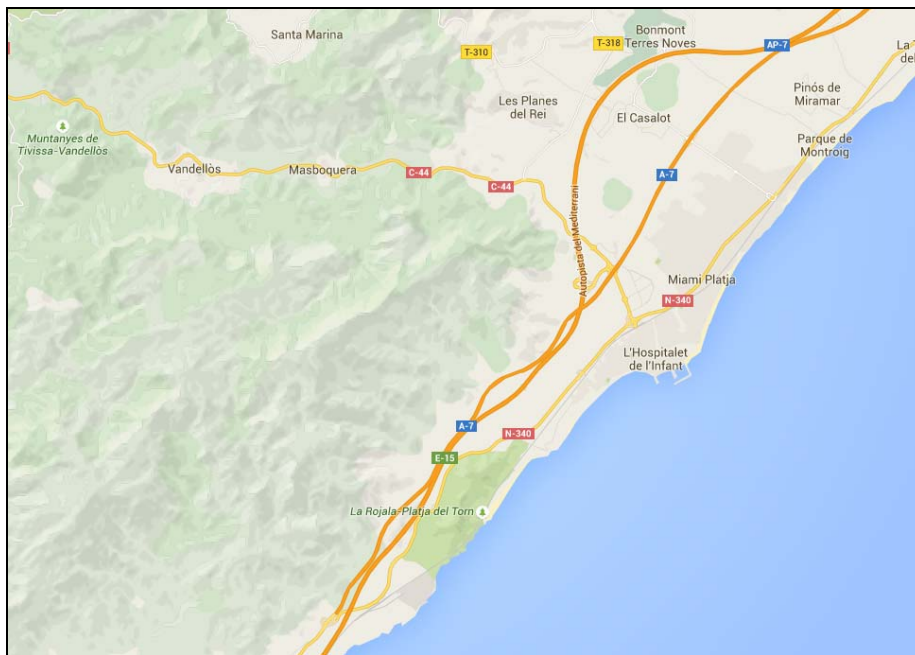 Santa Marina
T-310
T-318
Bonmont
Terres Noves
AP-7
Les Planes
del Rei
El Casalot
Pinós de
Miramar
Parque de
Montroig
Muntanyes de
Tivissa-Vandellòs
Vandellòs
Masboquera
C-44
C-44
A-7
Autopista del Mediterrani
Miami Platja
N-340
L'Hospitalet
de l'Infant
A-7
N-340
E-15
La Rojala-Platja del Torn